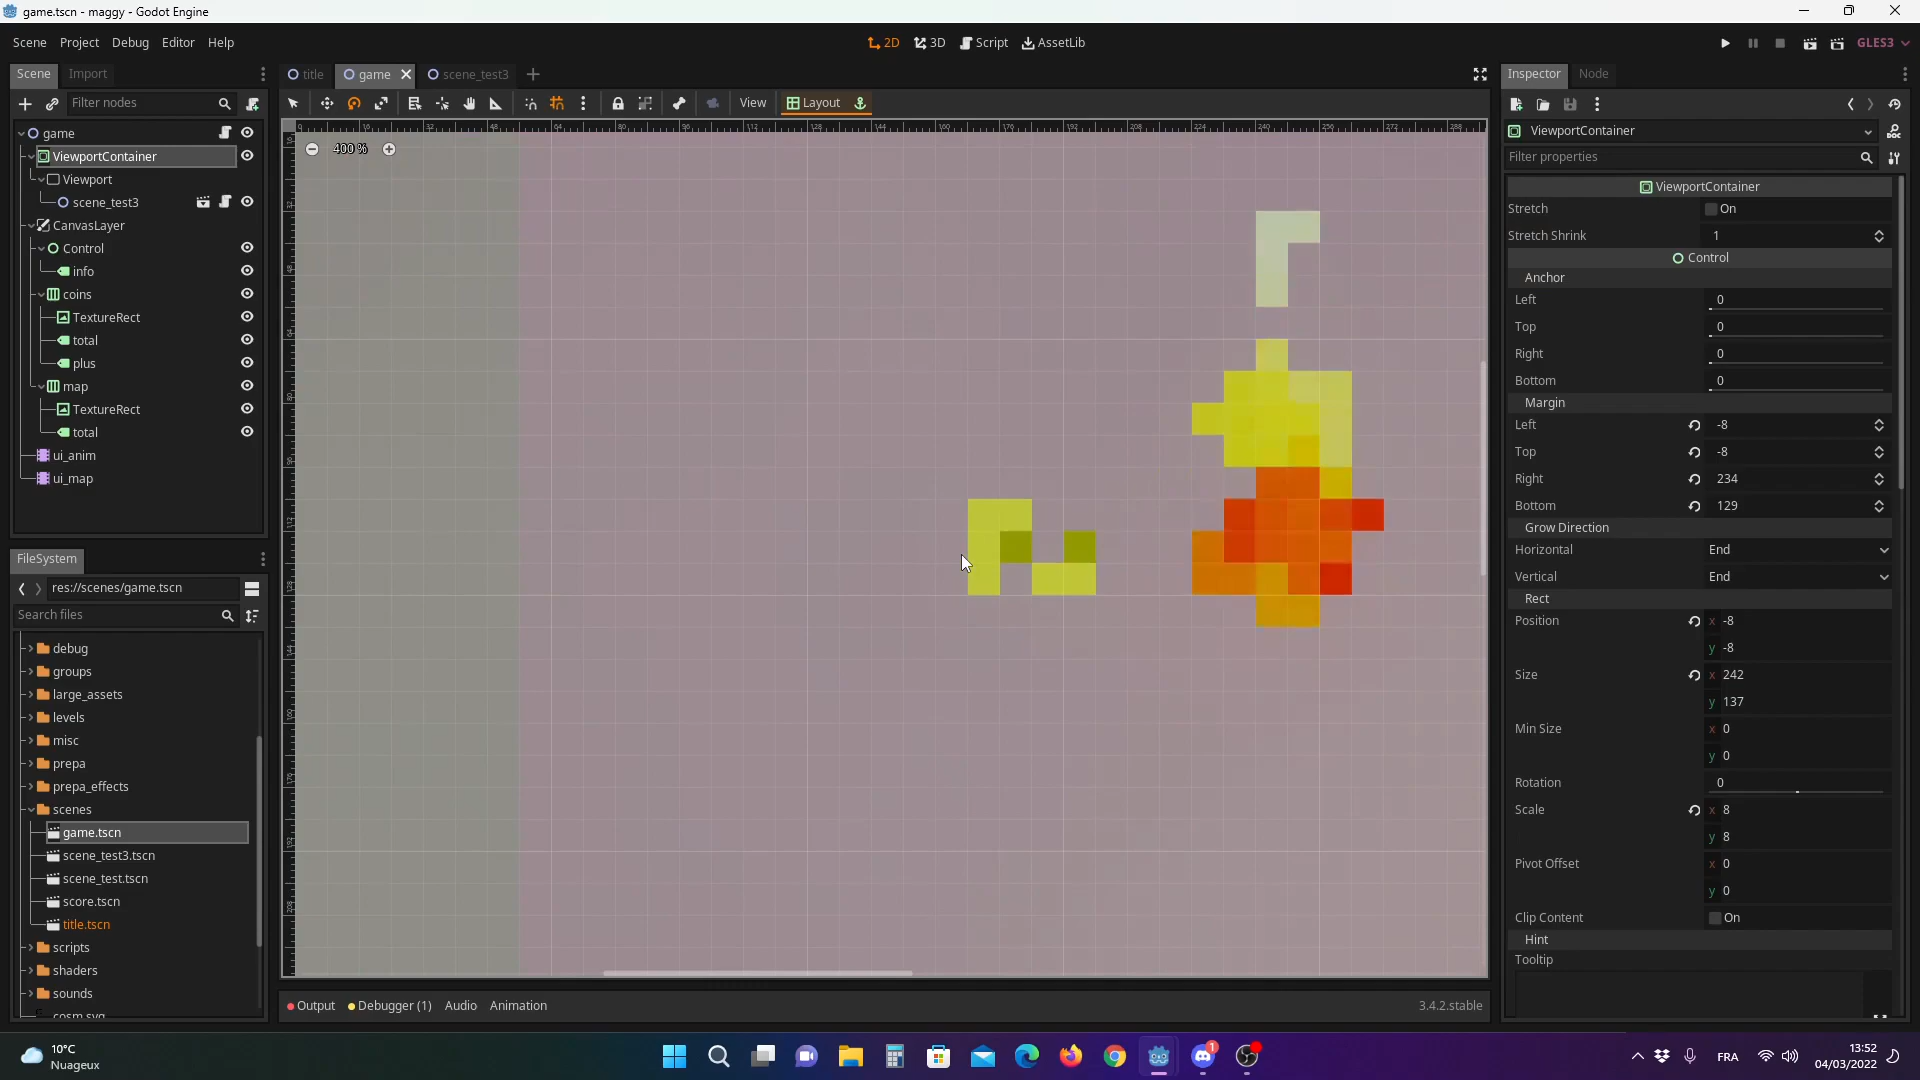 game.tscn - maggy - Godot Engine
Scene Project Debug Editor Help
2D 3D Script AssetLib
GLES3
Scene Import
Filter nodes
game
ViewportContainer
Viewport
scene_test3
CanvasLayer
Control
info
coins
TextureRect
total
plus
map
TextureRect
total
ui_anim
ui_map
FileSystem
res://scenes/game.tscn
Search files
debug
groups
large_assets
levels
misc
prepa
prepa_effects
scenes
game.tscn
scene_test3.tscn
scene_test.tscn
score.tscn
title.tscn
scripts
shaders
sounds
cosm.svg
title game scene_test3
View Layout
400 %
Output Debugger (1) Audio Animation
3.4.2.stable
Inspector Node
ViewportContainer
Filter properties
ViewportContainer
Stretch On
Stretch Shrink 1
Control
Anchor
Left 0
Top 0
Right 0
Bottom 0
Margin
Left -8
Top -8
Right 234
Bottom 129
Grow Direction
Horizontal End
Vertical End
Rect
Position x -8
y -8
Size x 242
y 137
Min Size x 0
y 0
Rotation 0
Scale x 8
y 8
Pivot Offset x 0
y 0
Clip Content On
Hint
Tooltip
10°C
Nuageux
1
FRA
13:52
04/03/2022